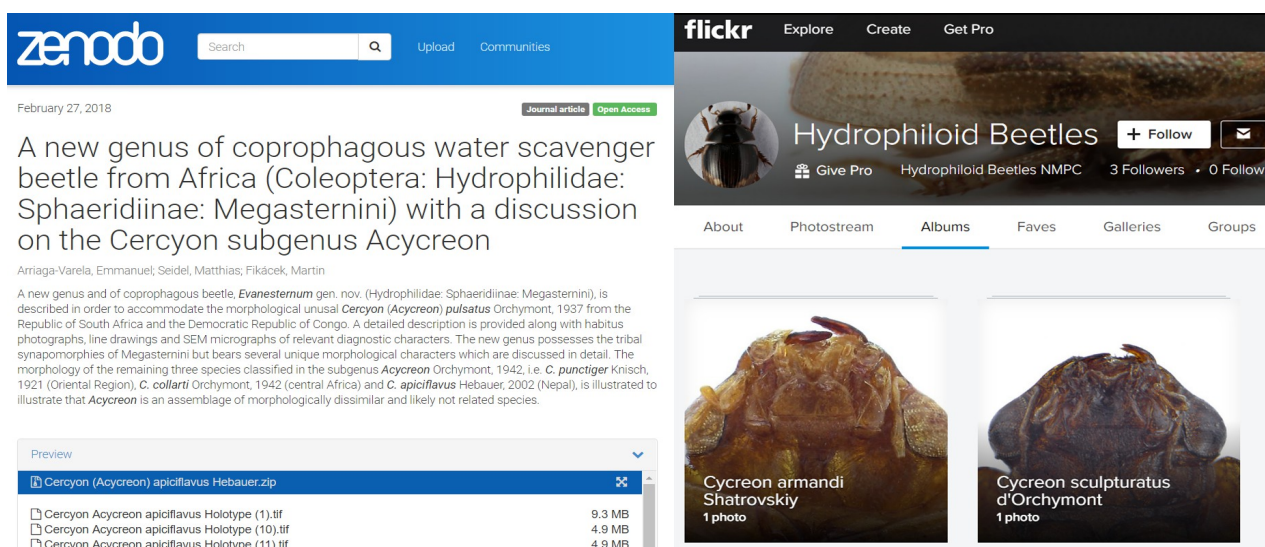 zenodo
Search
Upload
Communities
February 27, 2018
Journal article
Open Access
A new genus of coprophagous water scavenger
beetle from Africa (Coleoptera: Hydrophilidae:
Sphaeridiinae: Megasternini) with a discussion
on the Cercyon subgenus Acycreon
Arriaga-Varela, Emmanuel; Seidel, Matthias; Fikácek, Martin
A new genus and of coprophagous beetle, Evanesternum gen. nov. (Hydrophilidae: Sphaeridiinae: Megasternini), is
described in order to accommodate the morphological unusal Cercyon (Acycreon) pulsatus Orchymont, 1937 from the
Republic of South Africa and the Democratic Republic of Congo. A detailed description is provided along with habitus
photographs, line drawings and SEM micrographs of relevant diagnostic characters. The new genus possesses the tribal
synapomorphies of Megasternini but bears several unique morphological characters which are discussed in detail. The
morphology of the remaining three species classified in the subgenus Acycreon Orchymont, 1942, i.e. C. punctiger Knisch,
1921 (Oriental Region), C. collarti Orchymont, 1942 (central Africa) and C. apiciflavus Hebauer, 2002 (Nepal), is illustrated to
illustrate that Acycreon is an assemblage of morphologically dissimilar and likely not related species.
Preview
Cercyon (Acycreon) apiciflavus Hebauer.zip
Cercyon Acycreon apiciflavus Holotype (1).tif 9.3 MB
Cercyon Acycreon apiciflavus Holotype (10).tif 4.9 MB
Cercyon Acycreon apiciflavus Holotype (11).tif 4.9 MB
flickr
Explore
Create
Get Pro
Hydrophiloid Beetles
+ Follow
Give Pro
Hydrophiloid Beetles NMPC
3 Followers • 0 Follow
About
Photostream
Albums
Faves
Galleries
Groups
Cycreon armandi
Shatrovskiy
1 photo
Cycreon sculpturatus
d'Orchymont
1 photo